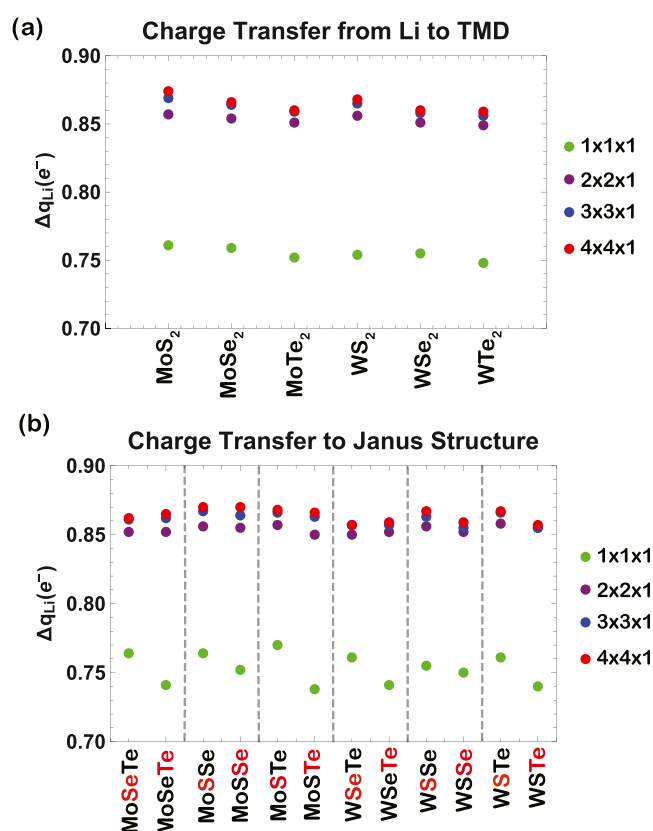 (a)
Charge Transfer from Li to TMD
0.90
0.85
0.80
0.75
0.70
ΔqLi(e−)
MoS2
MoSe2
MoTe2
WS2
WSe2
WTe2
1x1x1
2x2x1
3x3x1
4x4x1
(b)
Charge Transfer to Janus Structure
0.90
0.85
0.80
0.75
0.70
ΔqLi(e−)
MoSeTe
MoSeTe
MoSSe
MoSSe
MoSTe
MoSTe
WSeTe
WSeTe
WSSe
WSSe
WSTe
WSTe
1x1x1
2x2x1
3x3x1
4x4x1